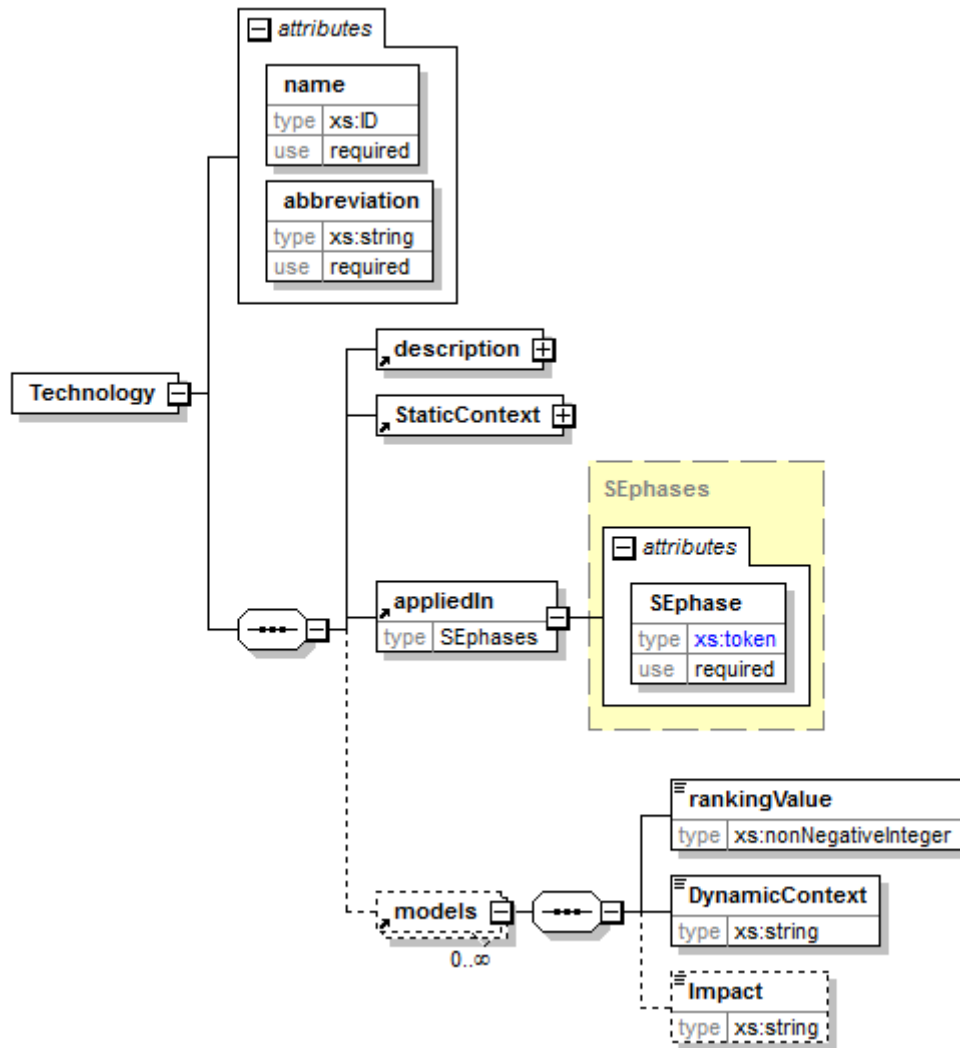 attributes
name
type xs:ID
use required
abbreviation
type xs:string
use required
Technology
description
StaticContext
SEphases
attributes
appliedIn
type SEphases
SEphase
type xs:token
use required
rankingValue
type xs:nonNegativeInteger
models
0..∞
DynamicContext
type xs:string
Impact
type xs:string